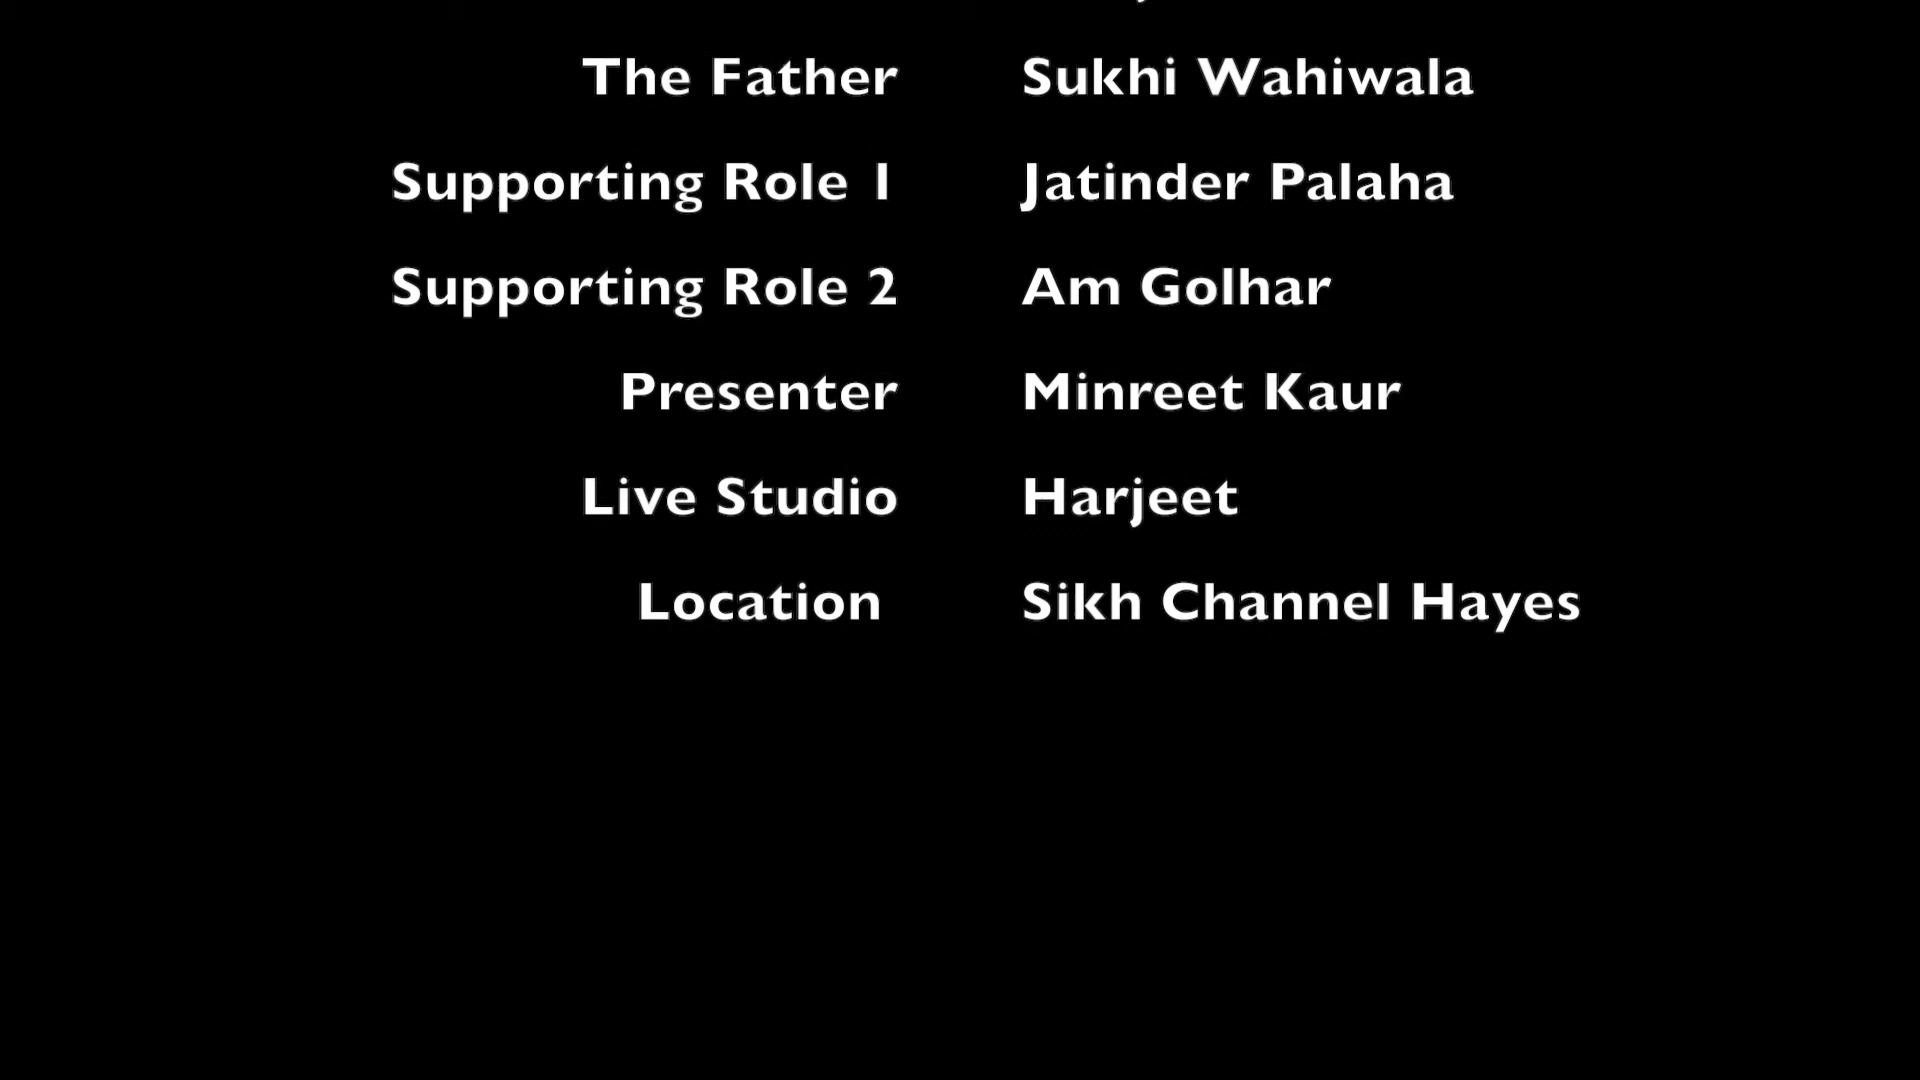 The Father Sukhi Wahiwala
Supporting Role 1 Jatinder Palaha
Supporting Role 2 Am Golhar
Presenter Minreet Kaur
Live Studio Harjeet
Location Sikh Channel Hayes